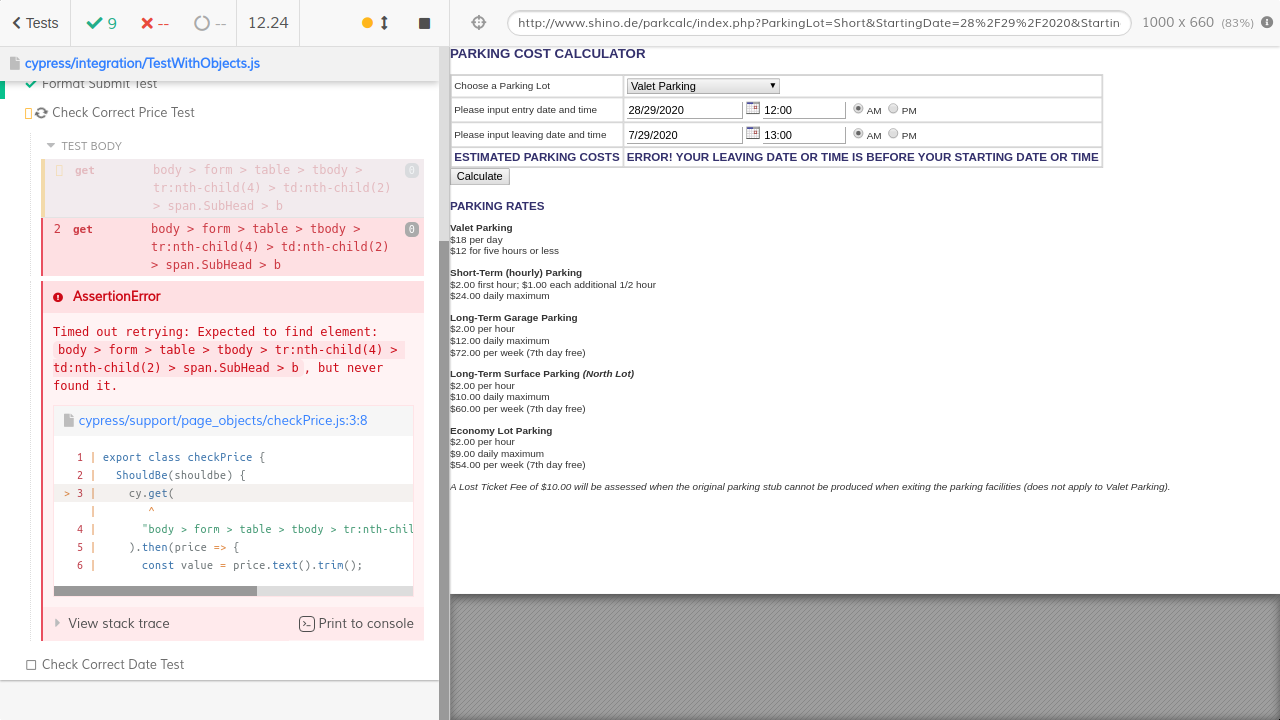 Tests
9
--
--
12.24
http://www.shino.de/parkcalc/index.php?ParkingLot=Short&StartingDate=28%2F29%2F2020&Startin
1000 x 660 (83%)
cypress/integration/TestWithObjects.js
Format Submit Test
Check Correct Price Test
TEST BODY
get body > form > table > tbody > 0
tr:nth-child(4) > td:nth-child(2)
> span.SubHead > b
2 get body > form > table > tbody > 0
tr:nth-child(4) > td:nth-child(2)
> span.SubHead > b
AssertionError
Timed out retrying: Expected to find element:
body > form > table > tbody > tr:nth-child(4) >
td:nth-child(2) > span.SubHead > b , but never
found it.
cypress/support/page_objects/checkPrice.js:3:8
1 | export class checkPrice {
2 | ShouldBe(shouldbe) {
> 3 | cy.get(
| ^
4 | "body > form > table > tbody > tr:nth-chil
5 | ).then(price => {
6 | const value = price.text().trim();
View stack trace
Print to console
Check Correct Date Test
PARKING COST CALCULATOR
Choose a Parking Lot Valet Parking
Please input entry date and time 28/29/2020 12:00 AM PM
Please input leaving date and time 7/29/2020 13:00 AM PM
ESTIMATED PARKING COSTS ERROR! YOUR LEAVING DATE OR TIME IS BEFORE YOUR STARTING DATE OR TIME
Calculate
PARKING RATES
Valet Parking
$18 per day
$12 for five hours or less
Short-Term (hourly) Parking
$2.00 first hour; $1.00 each additional 1/2 hour
$24.00 daily maximum
Long-Term Garage Parking
$2.00 per hour
$12.00 daily maximum
$72.00 per week (7th day free)
Long-Term Surface Parking (North Lot)
$2.00 per hour
$10.00 daily maximum
$60.00 per week (7th day free)
Economy Lot Parking
$2.00 per hour
$9.00 daily maximum
$54.00 per week (7th day free)
A Lost Ticket Fee of $10.00 will be assessed when the original parking stub cannot be produced when exiting the parking facilities (does not apply to Valet Parking).